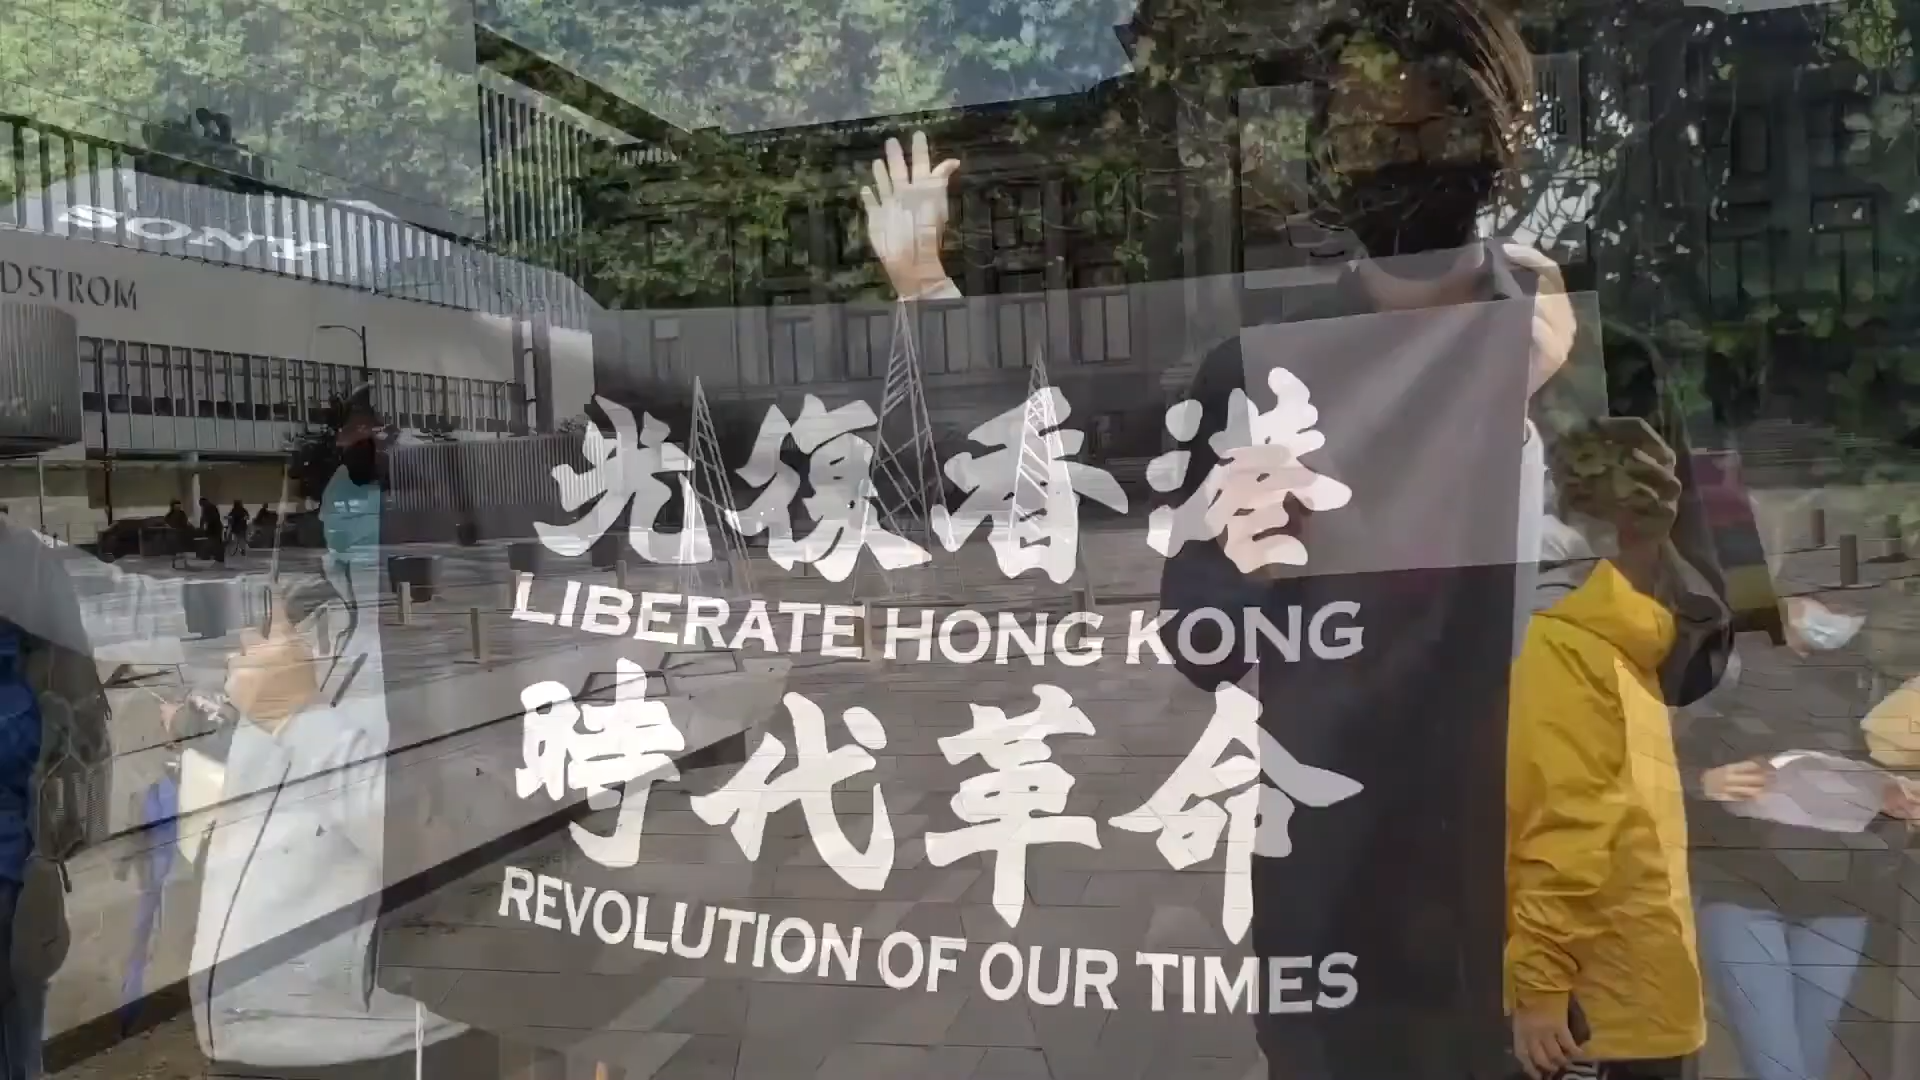 SONY
DSTROM
光復香港
LIBERATE HONG KONG
時代革命
REVOLUTION OF OUR TIMES